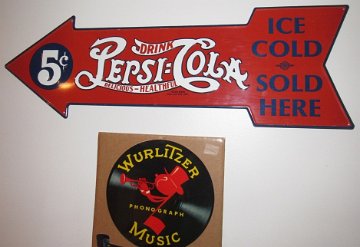 5¢
DRINK
PEPSI:COLA
DELICIOUS - HEALTHFUL
ICE
COLD
SOLD
HERE
WURLITZER
PHONOGRAPH
MUSIC